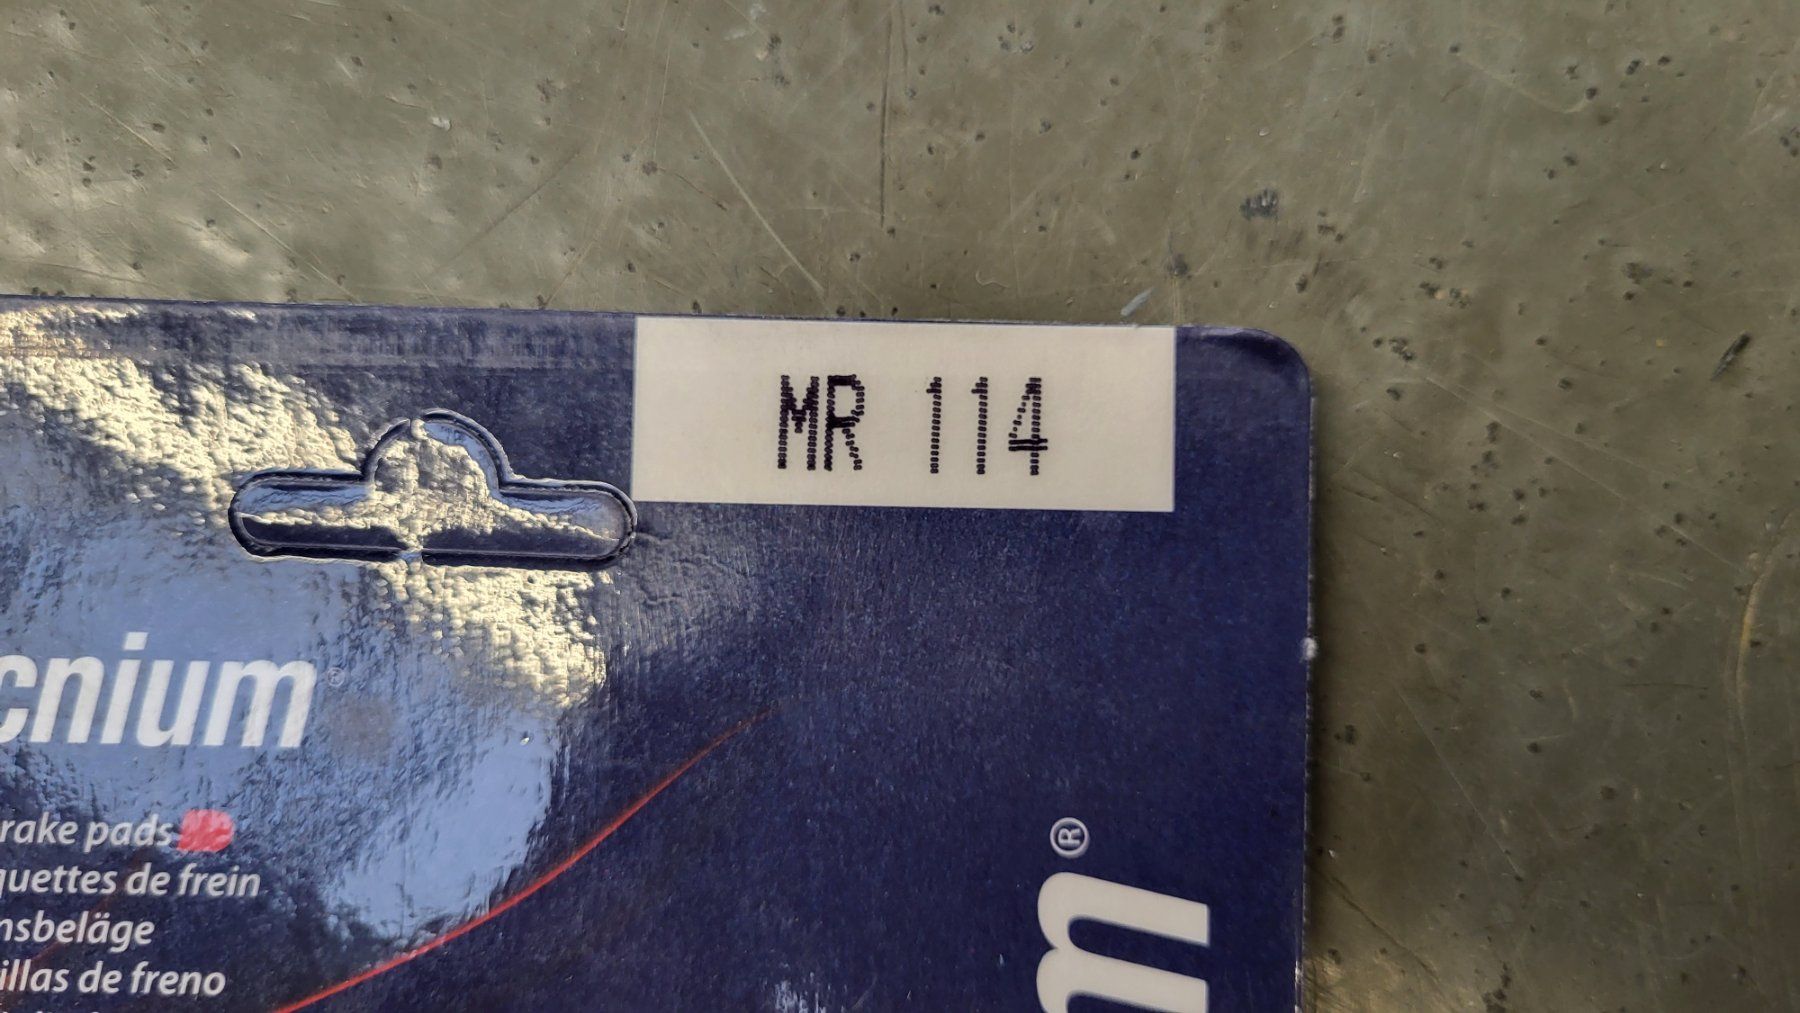 MR 114
cnium®
rake pads
quettes de frein
nsbeläge
illas de freno
m®